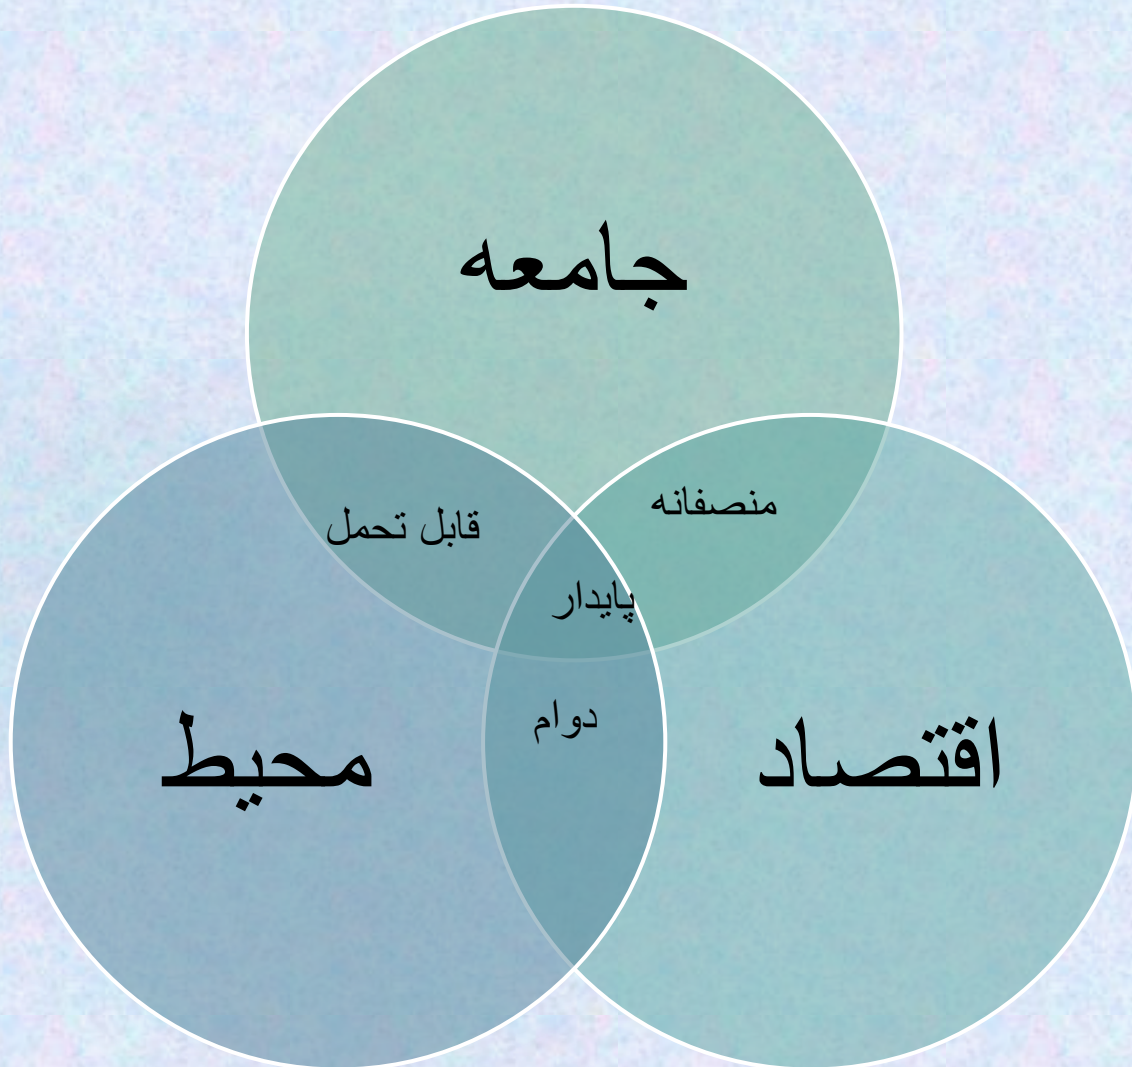 جامعه
منصفانه
قابل تحمل
پایدار
دوام
اقتصاد
محیط